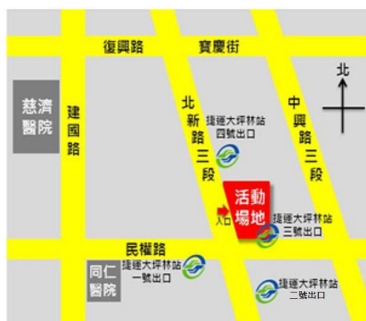 復興路
寶慶街
北
慈濟
醫院
建國路
北新路三段
中興路三段
捷運大坪林站
四號出口
活動
場地
入口
捷運大坪林站
三號出口
民權路
同仁
醫院
捷運大坪林站
一號出口
捷運大坪林站
二號出口